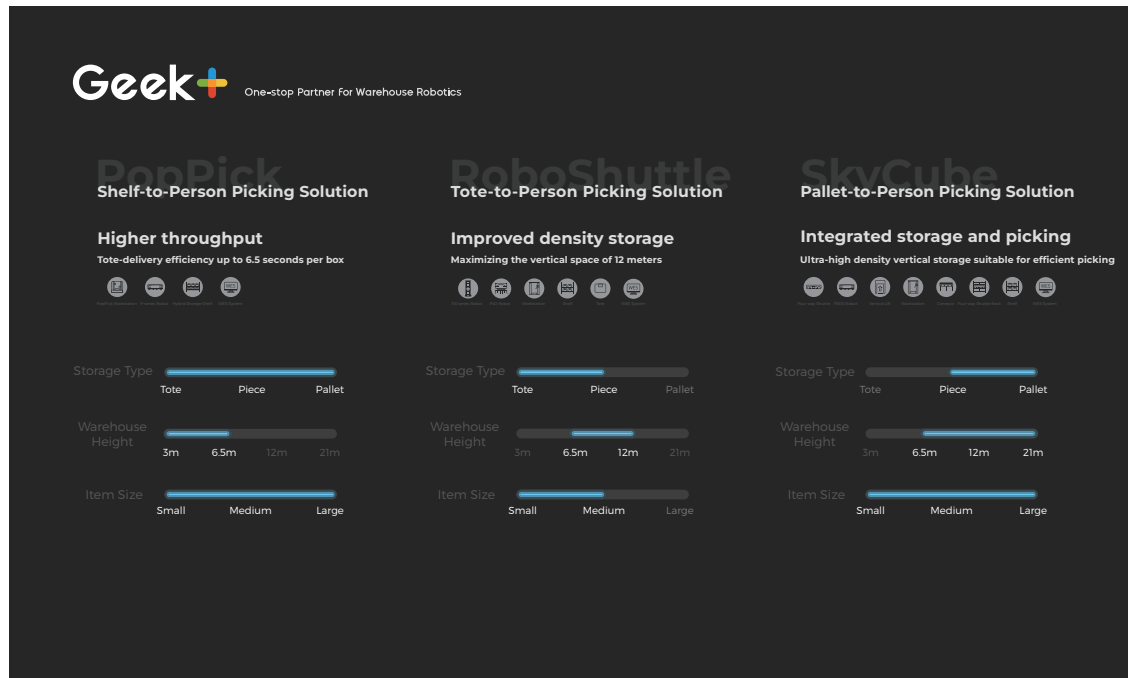 Geek+
One-stop Partner for Warehouse Robotics
PopPick
Shelf-to-Person Picking Solution
Higher throughput
Tote-delivery efficiency up to 6.5 seconds per box
WES
Storage Type
Tote Piece Pallet
Warehouse
Height
3m 6.5m 12m 21m
Item Size
Small Medium Large
RoboShuttle
Tote-to-Person Picking Solution
Improved density storage
Maximizing the vertical space of 12 meters
WES
Storage Type
Tote Piece Pallet
Warehouse
Height
3m 6.5m 12m 21m
Item Size
Small Medium Large
SkyCube
Pallet-to-Person Picking Solution
Integrated storage and picking
Ultra-high density vertical storage suitable for efficient picking
WES
Storage Type
Tote Piece Pallet
Warehouse
Height
3m 6.5m 12m 21m
Item Size
Small Medium Large